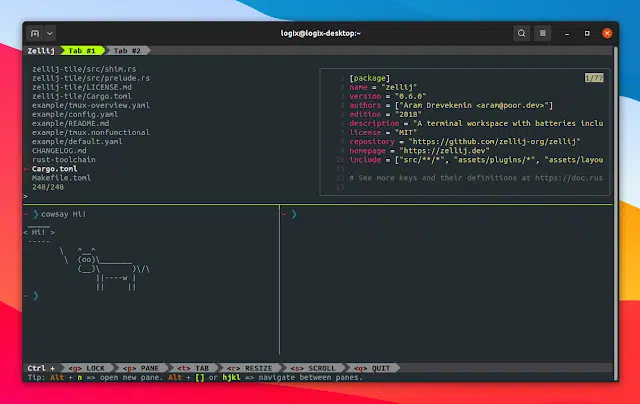 logix@logix-desktop:~
Zellij Tab #1 Tab #2
zellij-tile/src/shim.rs
zellij-tile/src/prelude.rs
zellij-tile/LICENSE.md
zellij-tile/Cargo.toml
example/tmux-overview.yaml
example/config.yaml
example/README.md
example/tmux.nonfunctional
example/default.yaml
CHANGELOG.md
rust-toolchain
> Cargo.toml
Makefile.toml
248/248
>
1 [package] 1/77
2 name = "zellij"
3 version = "0.6.0"
4 authors = ["Aram Drevekenin <aram@poor.dev>"]
5 edition = "2018"
6 description = "A terminal workspace with batteries inclu
7 license = "MIT"
8 repository = "https://github.com/zellij-org/zellij"
9 homepage = "https://zellij.dev"
10 include = ["src/**/*", "assets/plugins/*", "assets/layou
11
12 # See more keys and their definitions at https://doc.rus
13
~ ❯ cowsay Hi!
 _____
< Hi! >
 -----
        \   ^__^
         \  (oo)\_______
            (__)\       )\/\
                ||----w |
                ||     ||
~ ❯
~ ❯
Ctrl + <g> LOCK <p> PANE <t> TAB <r> RESIZE <s> SCROLL <q> QUIT
Tip: Alt + n => open new pane. Alt + [] or hjkl => navigate between panes.